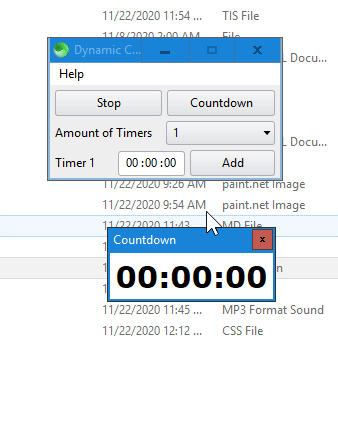 11/22/2020 11:54 ... TIS File
11/8/2020 2:00 AM File
Dynamic C...
L Docu...
Help
Stop Countdown
Amount of Timers 1
L Docu...
Timer 1 00:00:00 Add
11/22/2020 9:26 AM paint.net Image
11/22/2020 9:54 AM paint.net Image
11/22/2020 11:43 ... MD File
Countdown x
00:00:00
11/22/2020 11:45 ... MP3 Format Sound
11/22/2020 12:12 ... CSS File